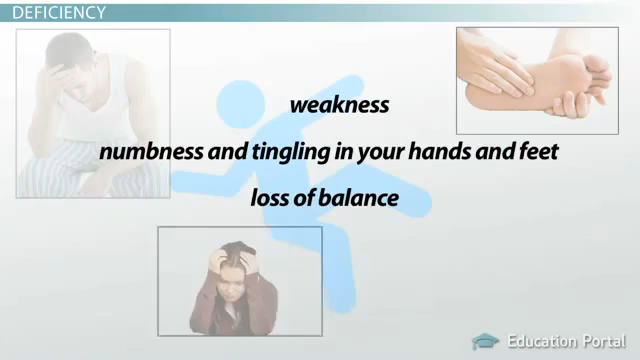 DEFICIENCY
weakness
numbness and tingling in your hands and feet
loss of balance
Education Portal